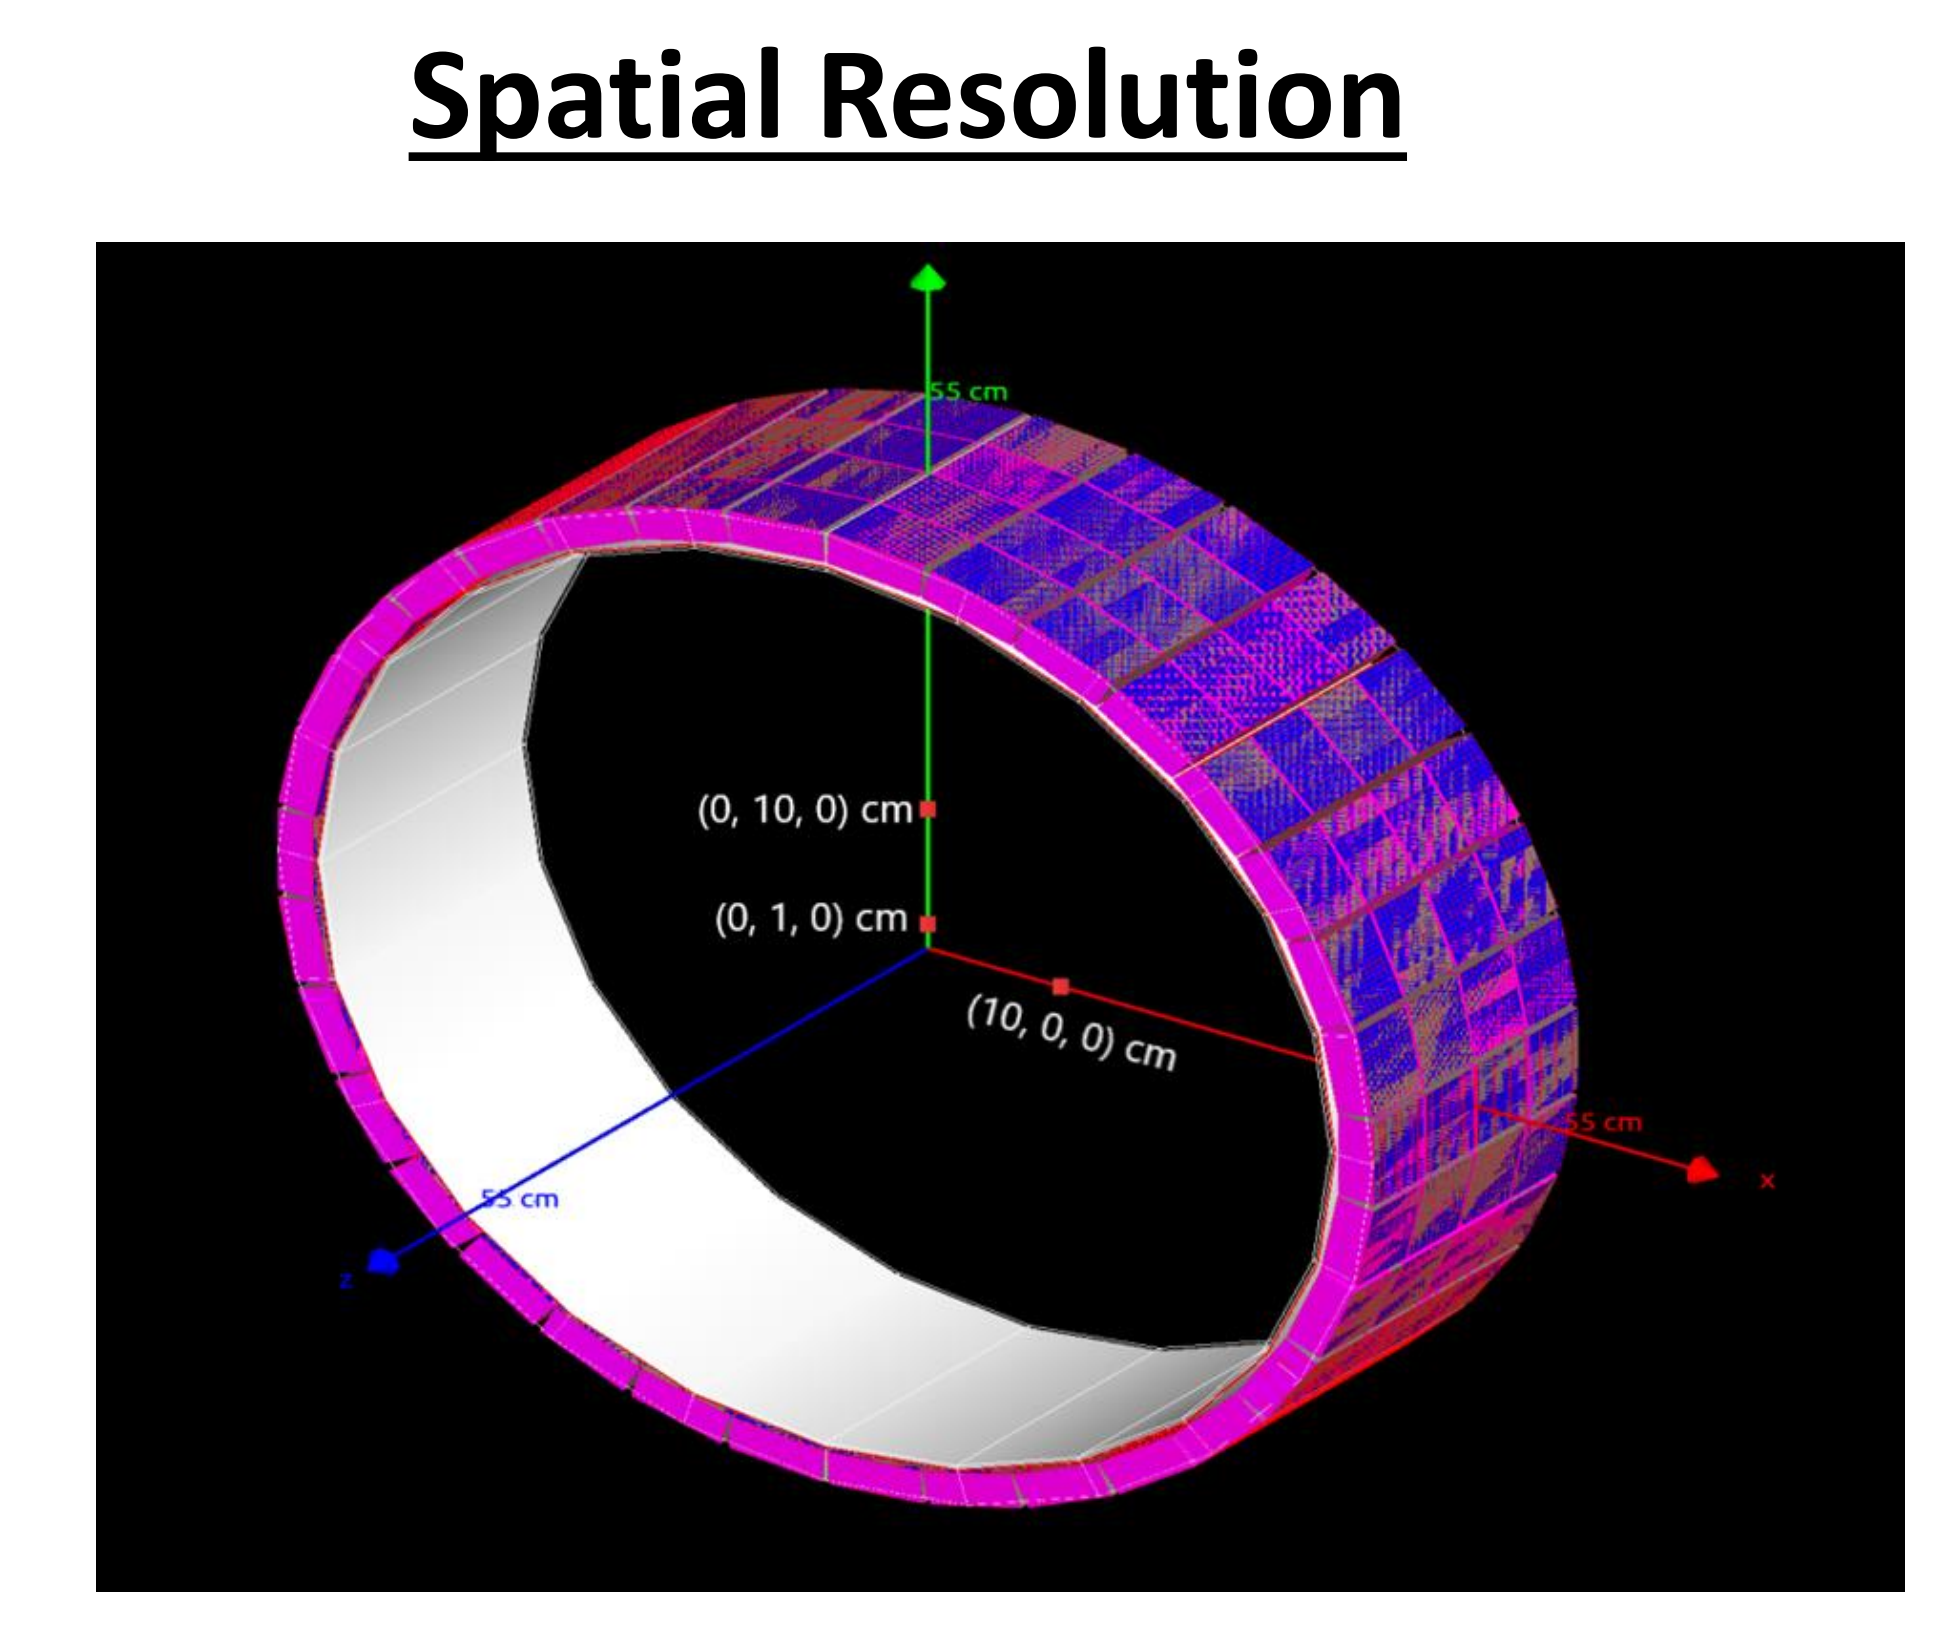 Spatial Resolution
55 cm
(0, 10, 0) cm
(0, 1, 0) cm
(10, 0, 0) cm
55 cm
x
55 cm
z